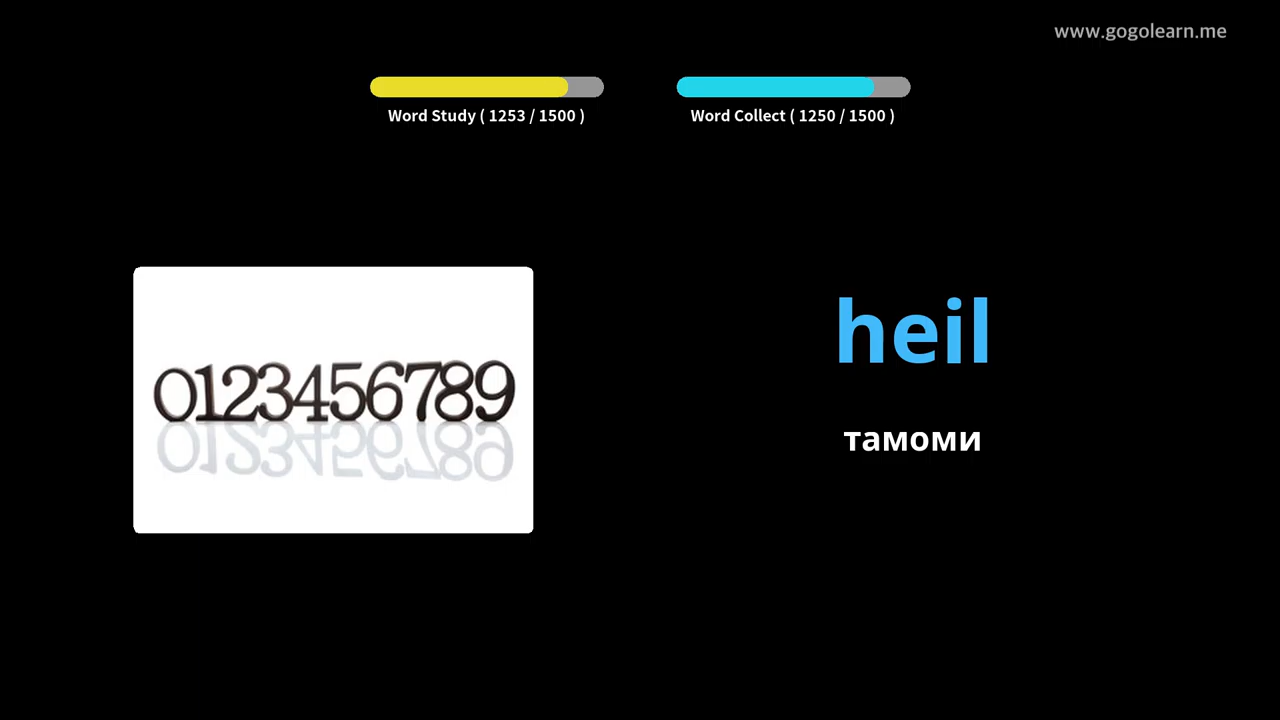 www.gogolearn.me
Word Study ( 1253 / 1500 )
Word Collect ( 1250 / 1500 )
0123456789
heil
тамоми